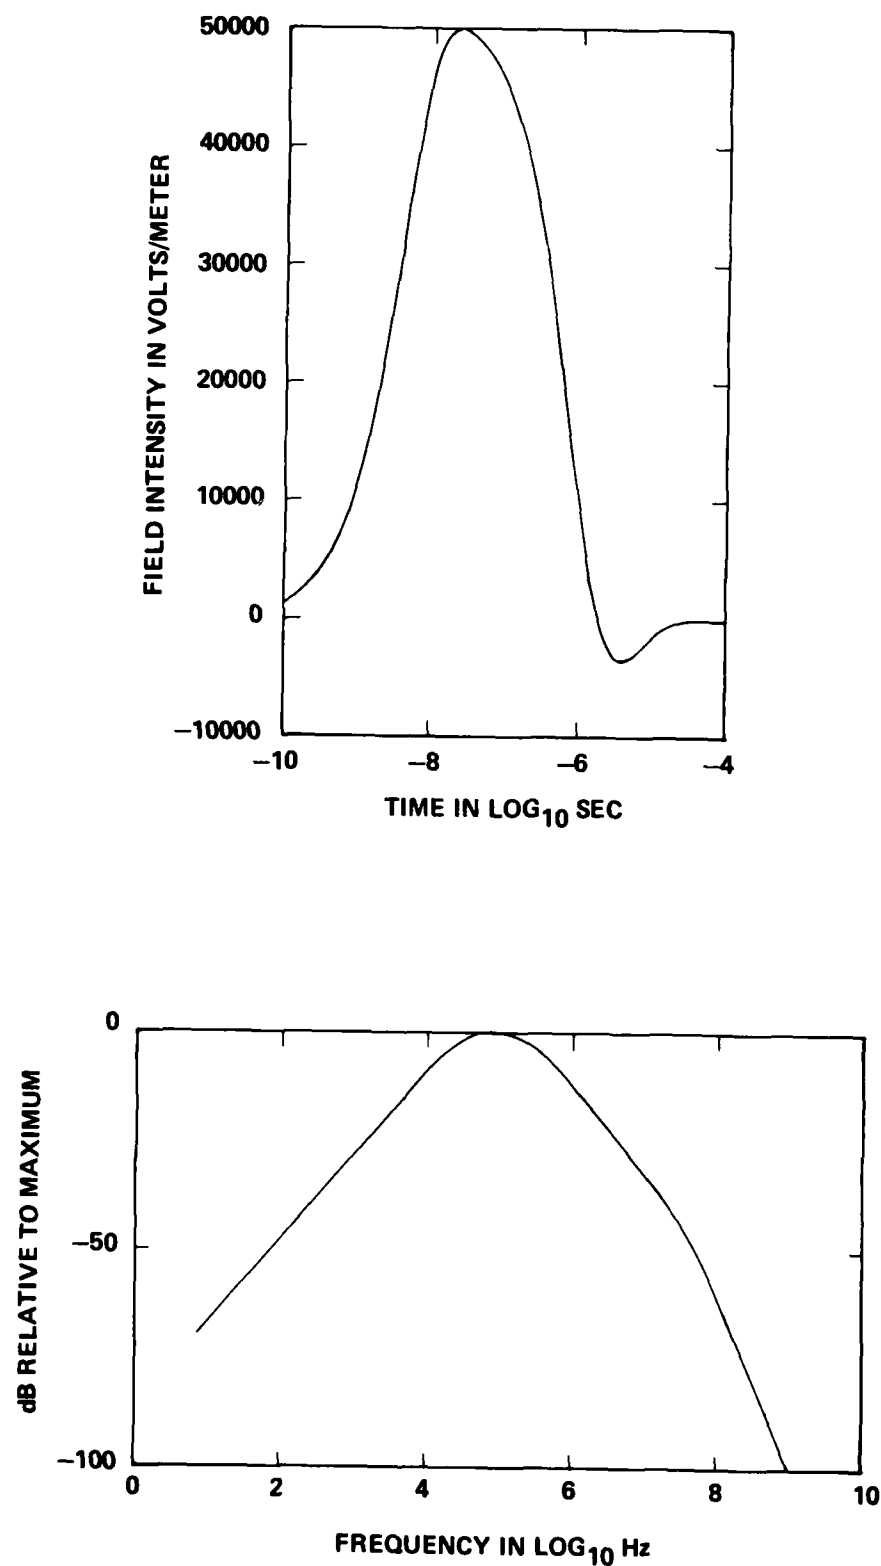 50000
40000
30000
20000
10000
0
−10000
FIELD INTENSITY IN VOLTS/METER
−10 −8 −6 −4
TIME IN LOG10 SEC
0
−50
−100
dB RELATIVE TO MAXIMUM
0 2 4 6 8 10
FREQUENCY IN LOG10 Hz